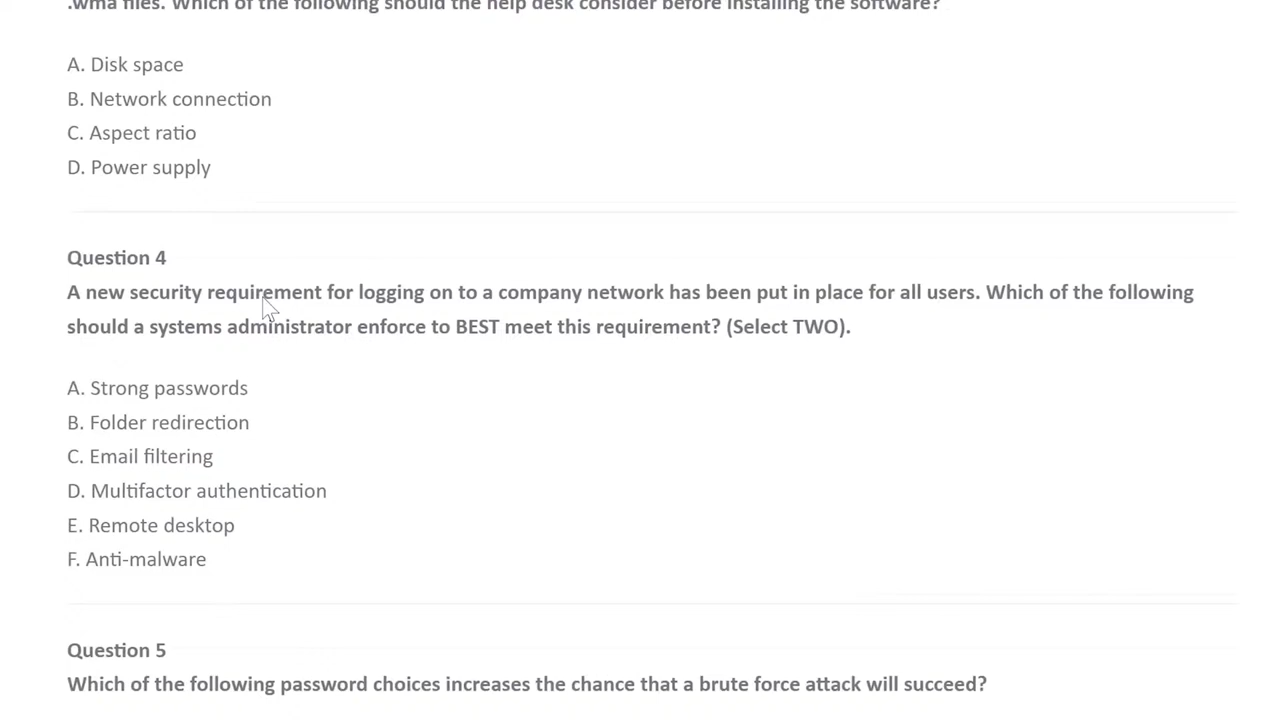 .wma files. Which of the following should the help desk consider before installing the software?
A. Disk space
B. Network connection
C. Aspect ratio
D. Power supply
Question 4
A new security requirement for logging on to a company network has been put in place for all users. Which of the following
should a systems administrator enforce to BEST meet this requirement? (Select TWO).
A. Strong passwords
B. Folder redirection
C. Email filtering
D. Multifactor authentication
E. Remote desktop
F. Anti-malware
Question 5
Which of the following password choices increases the chance that a brute force attack will succeed?